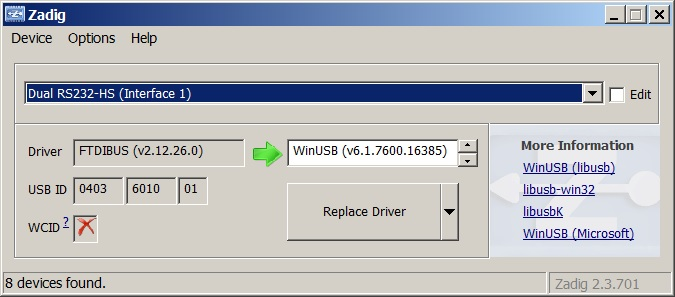 Zadig
Device Options Help
Dual RS232-HS (Interface 1) Edit
Driver FTDIBUS (v2.12.26.0) WinUSB (v6.1.7600.16385)
More Information
WinUSB (libusb)
USB ID 0403 6010 01
libusb-win32
Replace Driver
libusbK
WCID ?
WinUSB (Microsoft)
8 devices found. Zadig 2.3.701